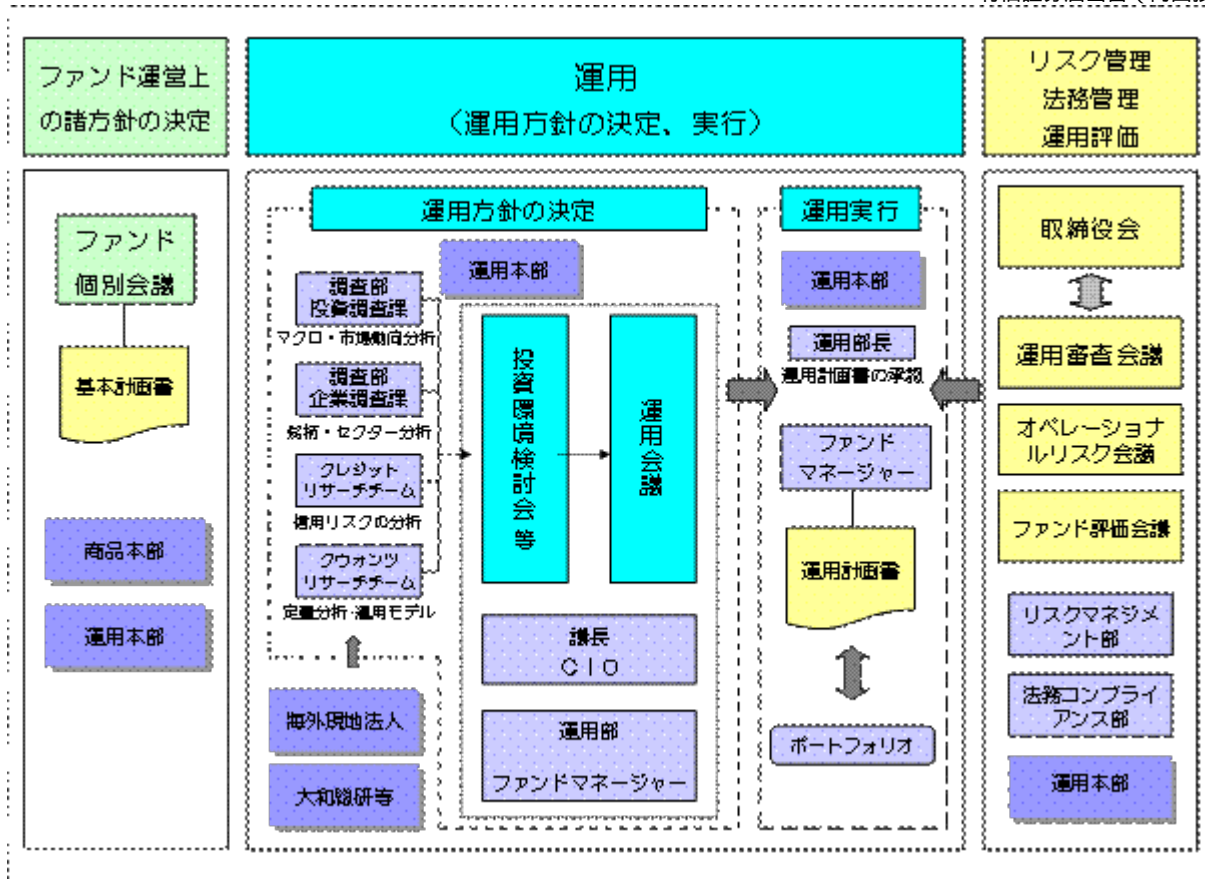 ファンド運営上
の諸方針の決定
運用
（運用方針の決定、実行）
リスク管理
法務管理
運用評価
ファンド
個別会議
基本計画書
商品本部
運用本部
運用方針の決定
運用本部
調査部
投資調査課
マクロ・市場動向分析
調査部
企業調査課
銘柄・セクター分析
クレジット
リサーチチーム
信用リスクの分析
クウォンツ
リサーチチーム
定量分析・運用モデル
海外現地法人
大和総研等
投資環境検討会等
運用会議
議長
ＣＩＯ
運用部
ファンドマネージャー
運用実行
運用本部
運用部長
運用計画書の承認
ファンド
マネージャー
運用計画書
ポートフォリオ
取締役会
運用審査会議
オペレーショナ
ルリスク会議
ファンド評価会議
リスクマネジメ
ント部
法務コンプライ
アンス部
運用本部